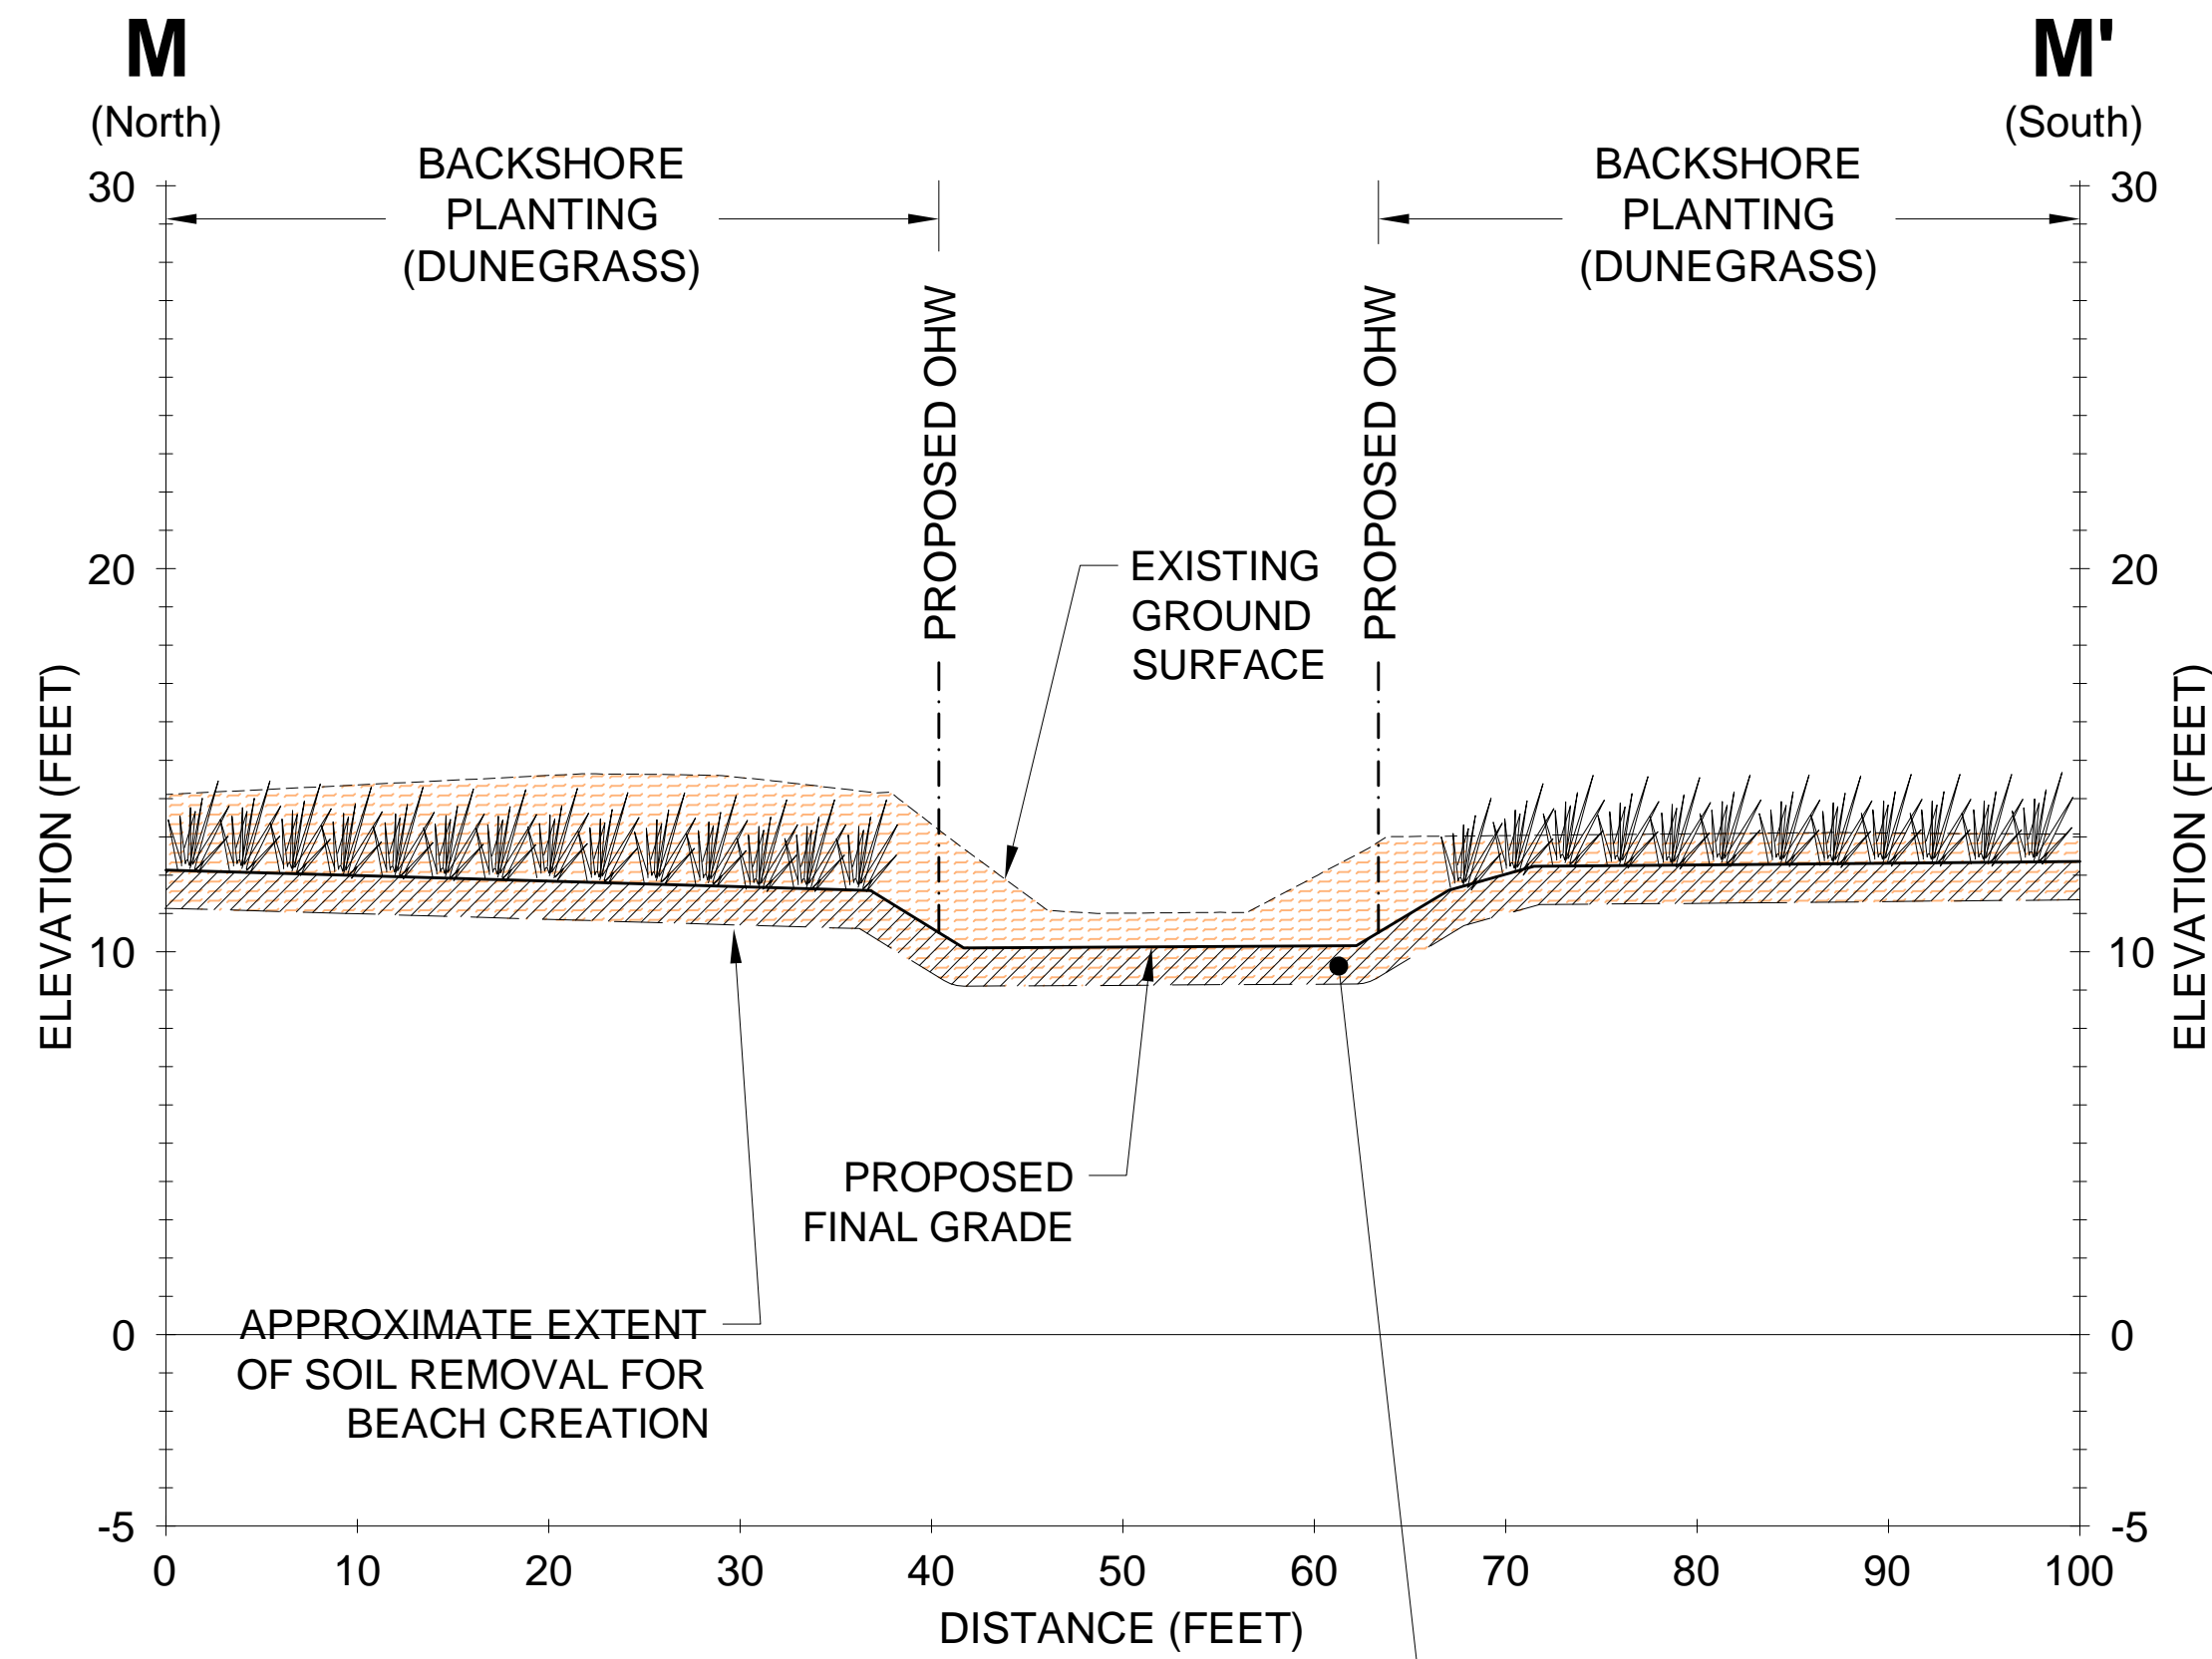 M
(North)
M'
(South)
BACKSHORE
PLANTING
(DUNEGRASS)
BACKSHORE
PLANTING
(DUNEGRASS)
30
30
PROPOSED OHW
PROPOSED OHW
EXISTING
GROUND
SURFACE
20
20
ELEVATION (FEET)
ELEVATION (FEET)
10
10
PROPOSED
FINAL GRADE
APPROXIMATE EXTENT
OF SOIL REMOVAL FOR
BEACH CREATION
0
0
-5
-5
0 10 20 30 40 50 60 70 80 90 100
DISTANCE (FEET)